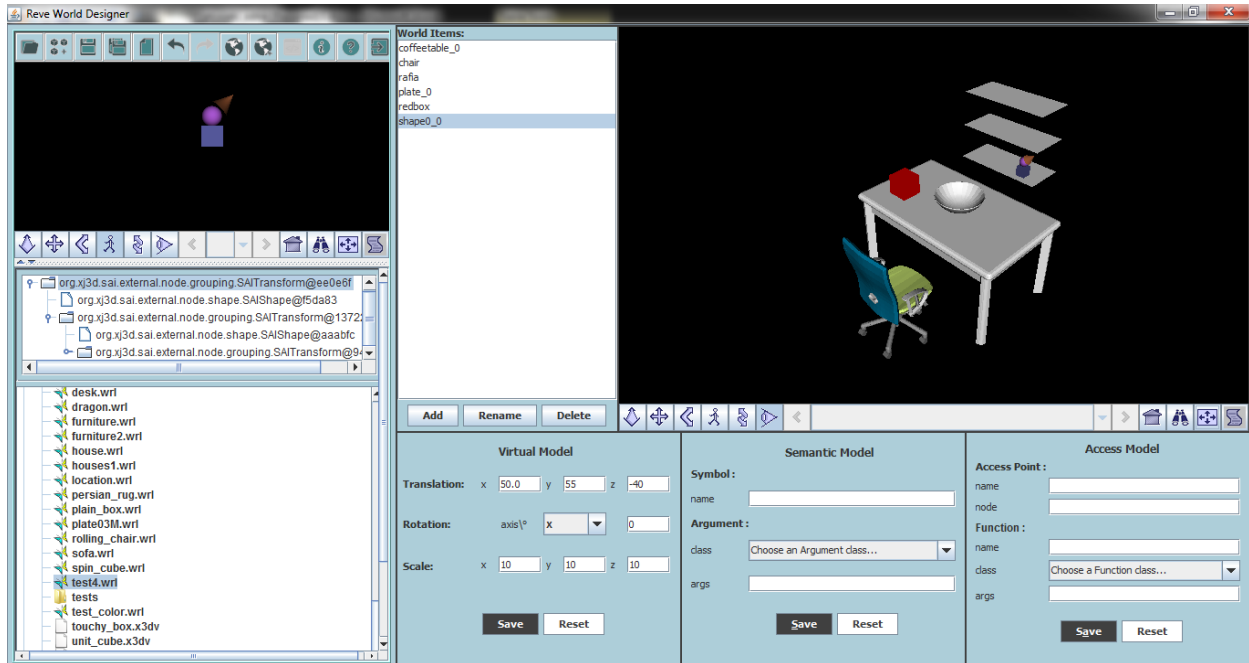 Reve World Designer
World Items:
coffeetable_0
chair
rafia
plate_0
redbox
shape0_0
org.xj3d.sai.external.node.grouping.SAITransform@ee0e6f
org.xj3d.sai.external.node.shape.SAIShape@f5da83
org.xj3d.sai.external.node.grouping.SAITransform@1372
org.xj3d.sai.external.node.shape.SAIShape@aaabfc
org.xj3d.sai.external.node.grouping.SAITransform@94
desk.wrl
dragon.wrl
furniture.wrl
furniture2.wrl
house.wrl
houses1.wrl
location.wrl
persian_rug.wrl
plain_box.wrl
plate03M.wrl
rolling_chair.wrl
sofa.wrl
spin_cube.wrl
test4.wrl
tests
test_color.wrl
touchy_box.x3dv
unit_cube.x3dv
Add Rename Delete
Virtual Model
Translation: x 50.0 y 55 z -40
Rotation: axis\° x 0
Scale: x 10 y 10 z 10
Save Reset
Semantic Model
Symbol :
name
Argument :
class Choose an Argument class...
args
Save Reset
Access Model
Access Point :
name
node
Function :
name
class Choose a Function class...
args
Save Reset